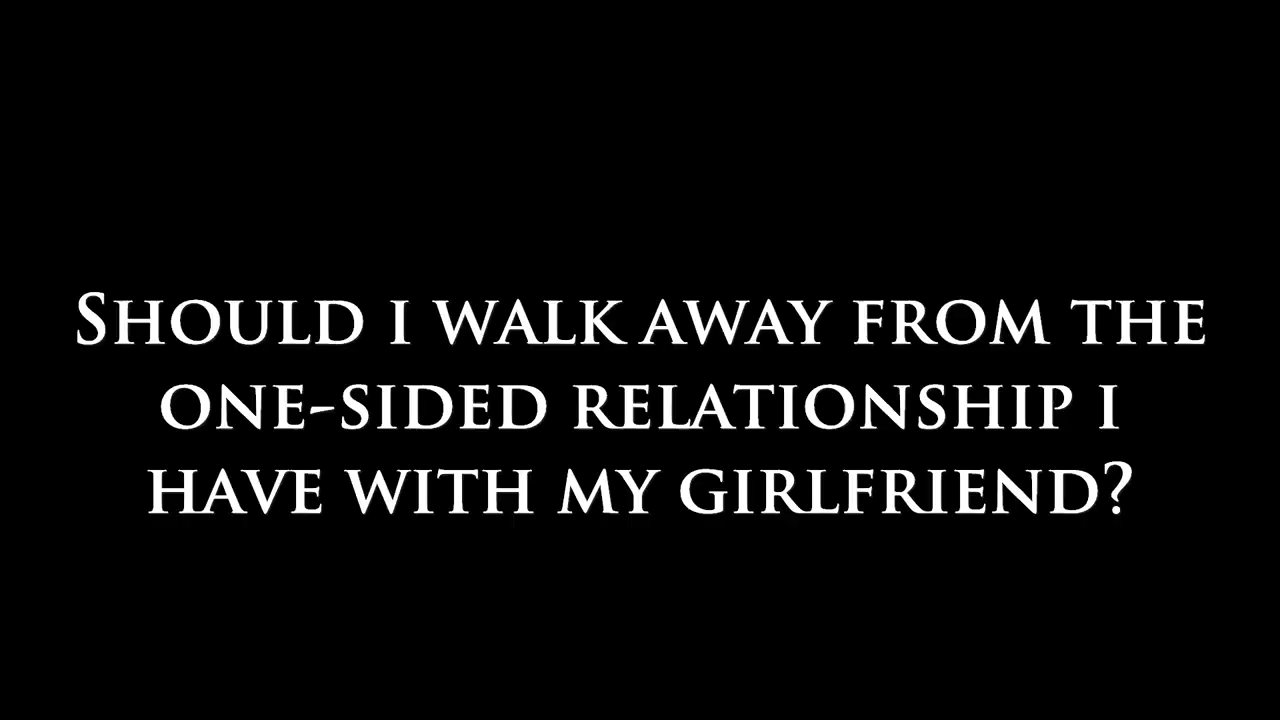 Should i walk away from the
one-sided relationship i
have with my girlfriend?